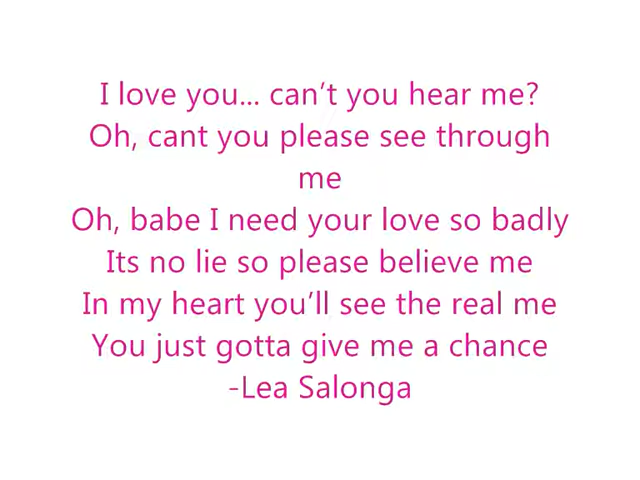 I love you... can't you hear me?
Oh, cant you please see through
me
Oh, babe I need your love so badly
Its no lie so please believe me
In my heart you'll see the real me
You just gotta give me a chance
-Lea Salonga